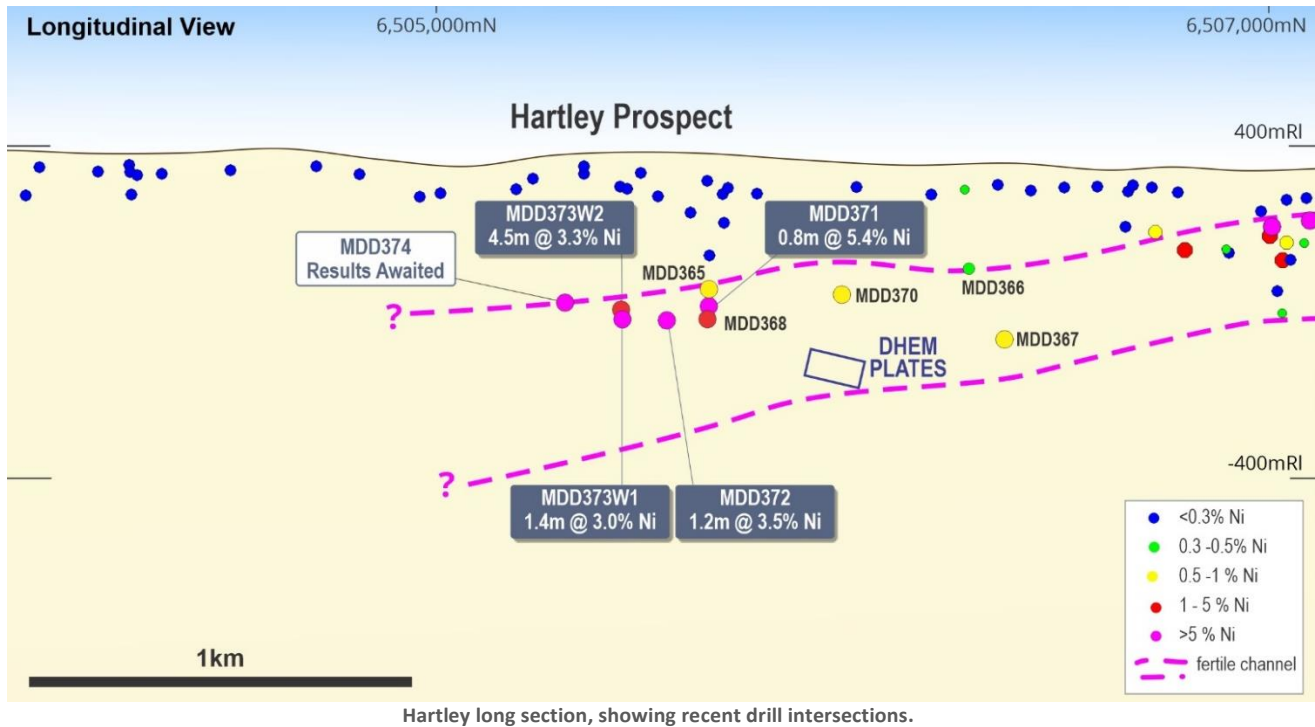 Longitudinal View
6,505,000mN
6,507,000mN
Hartley Prospect
400mRl
MDD373W2
4.5m @ 3.3% Ni
MDD371
0.8m @ 5.4% Ni
MDD374
Results Awaited
MDD365
MDD366
MDD370
?
MDD368
MDD367
DHEM
PLATES
?
-400mRl
MDD373W1
1.4m @ 3.0% Ni
MDD372
1.2m @ 3.5% Ni
<0.3% Ni
0.3 -0.5% Ni
0.5 -1 % Ni
1 - 5 % Ni
>5 % Ni
fertile channel
1km
Hartley long section, showing recent drill intersections.